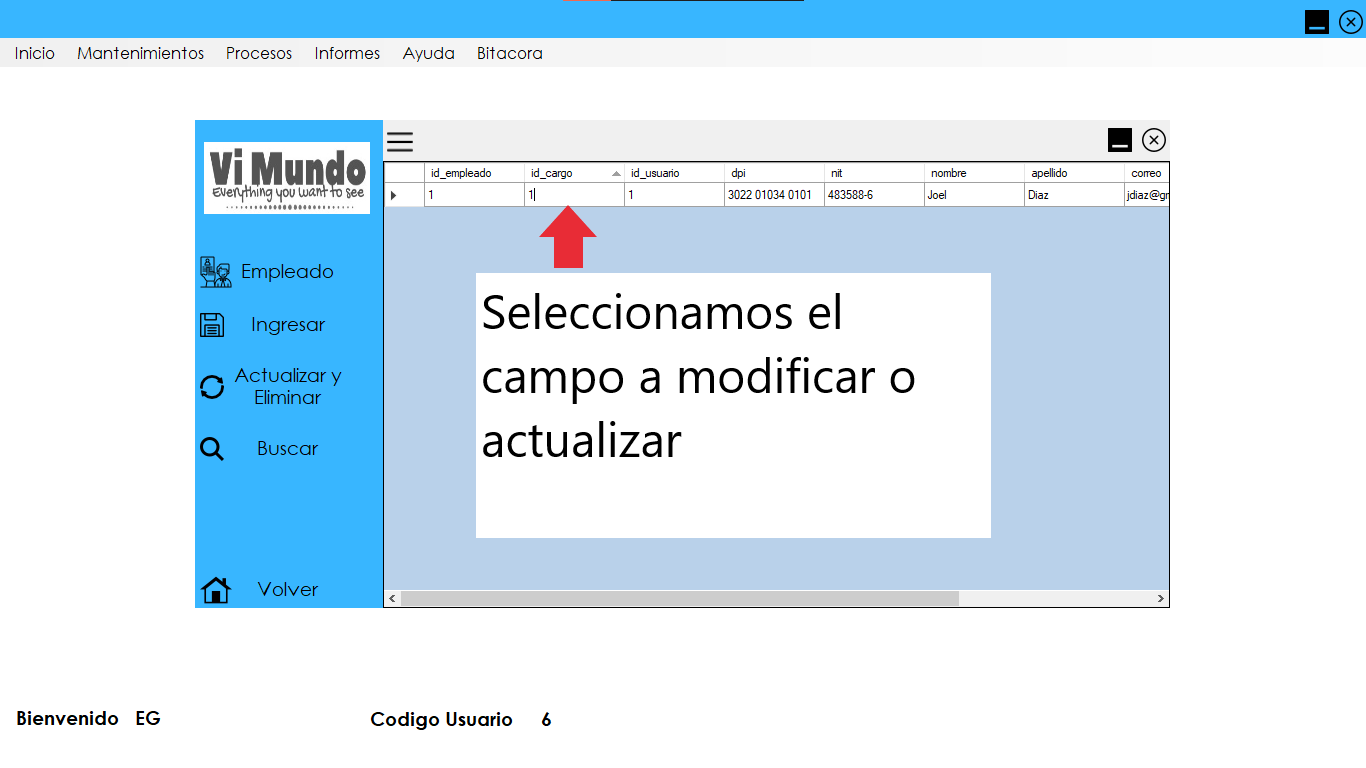 Inicio Mantenimientos Procesos Informes Ayuda Bitacora
Vi Mundo
Everything you want to see
Empleado
Ingresar
Actualizar y
Eliminar
Buscar
Volver
id_empleado id_cargo id_usuario dpi nit nombre apellido correo
1 1 1 3022 01034 0101 483588-6 Joel Diaz jdiaz@gr
Seleccionamos el
campo a modificar o
actualizar
Bienvenido EG Codigo Usuario 6